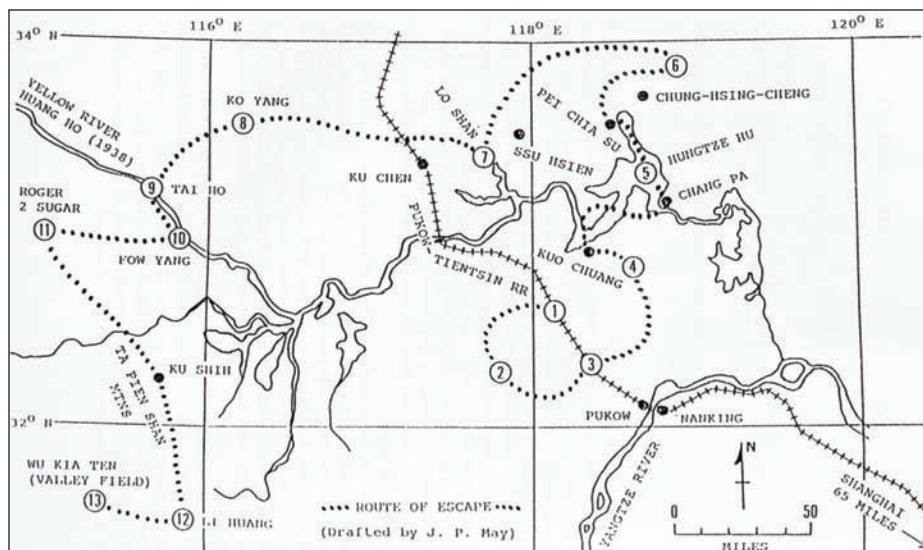 116° E
118° E
120° E
34° N
YELLOW RIVER
HUANG HO (1938)
8
KO YANG
LO SHAN
PEI
CHIA
SU
6
CHUNG-HSING-CHENG
7
SSU HSIEN
HUNGTZE HU
5
CHANG PA
KU CHEN
9
TAI HO
ROGER
2 SUGAR
11
10
FOW YANG
PUKOW-
TIENTSIN RR
KUO CHUANG
4
1
2
3
KU SHIH
TA PIEN SHAN
MTNS
32° N
PUKOW
NANKING
WU KIA TEN
(VALLEY FIELD)
13
12
LI HUANG
ROUTE OF ESCAPE
(Drafted by J. P. May)
YANGTZE RIVER
N
0
50
MILES
SHANGHAI
65 MILES